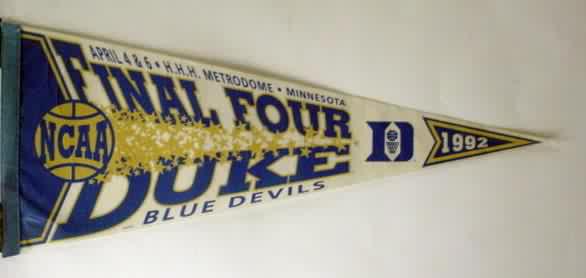 APRIL 4 & 6 • H.H.H. METRODOME • MINNESOTA
FINAL FOUR
NCAA
DUKE
BLUE DEVILS
D
1992